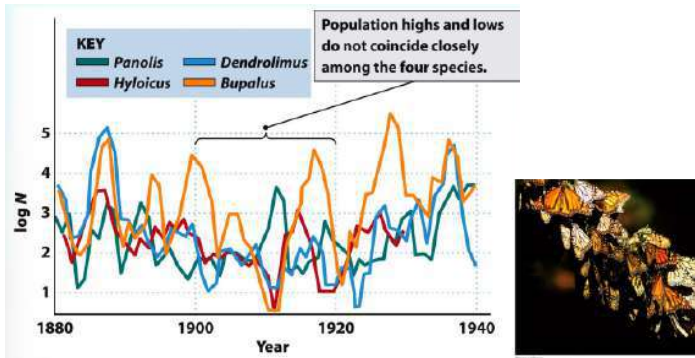 Population highs and lows
do not coincide closely
among the four species.
KEY
Panolis
Dendrolimus
Hyloicus
Bupalus
5
4
3
2
1
log N
1880
1900
1920
1940
Year